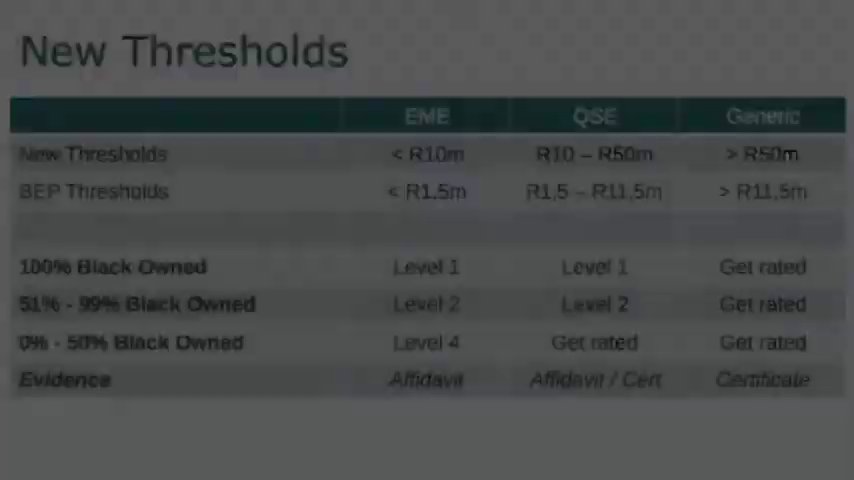 New Thresholds
EME QSE Generic
New Thresholds < R10m R10 – R50m > R50m
BEP Thresholds < R1.5m R1,5 – R11,5m > R11,5m
100% Black Owned Level 1 Level 1 Get rated
51% - 99% Black Owned Level 2 Level 2 Get rated
0% - 50% Black Owned Level 4 Get rated Get rated
Evidence Affidavit Affidavit / Cert Certificate